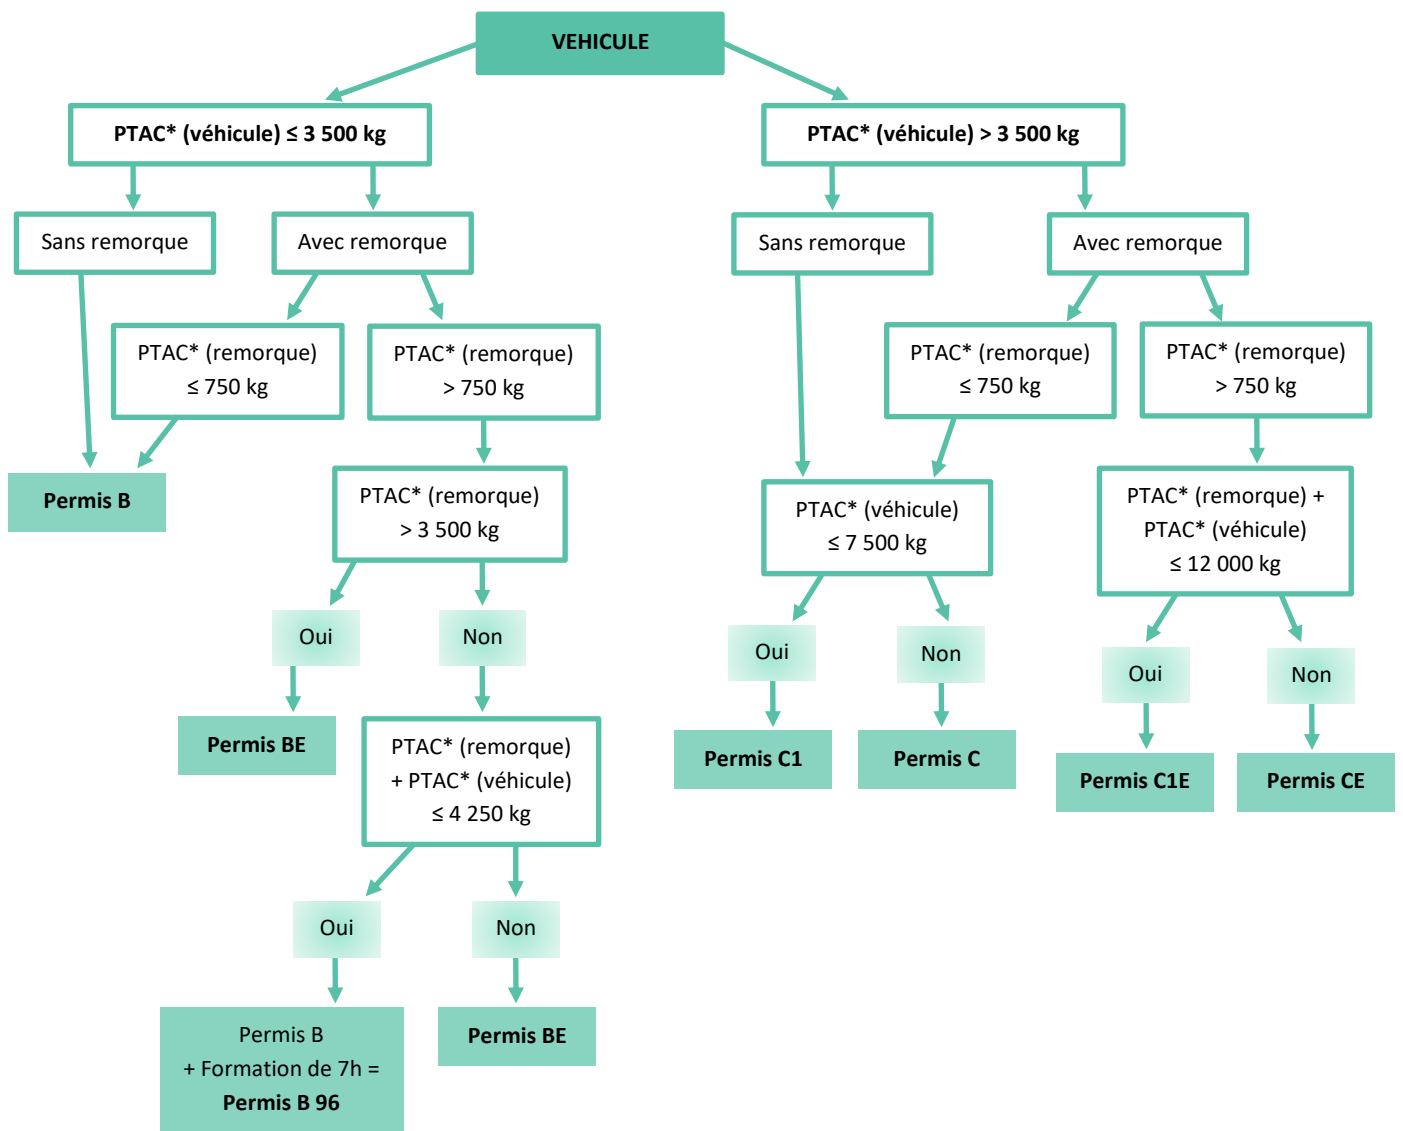 VEHICULE
PTAC* (véhicule) ≤ 3 500 kg
PTAC* (véhicule) > 3 500 kg
Sans remorque
Avec remorque
Sans remorque
Avec remorque
PTAC* (remorque)
≤ 750 kg
PTAC* (remorque)
> 750 kg
PTAC* (remorque)
≤ 750 kg
PTAC* (remorque)
> 750 kg
Permis B
PTAC* (remorque)
> 3 500 kg
PTAC* (véhicule)
≤ 7 500 kg
PTAC* (remorque) +
PTAC* (véhicule)
≤ 12 000 kg
Oui
Non
Oui
Non
Oui
Non
Permis BE
PTAC* (remorque)
+ PTAC* (véhicule)
≤ 4 250 kg
Permis C1
Permis C
Permis C1E
Permis CE
Oui
Non
Permis B
+ Formation de 7h =
Permis B 96
Permis BE